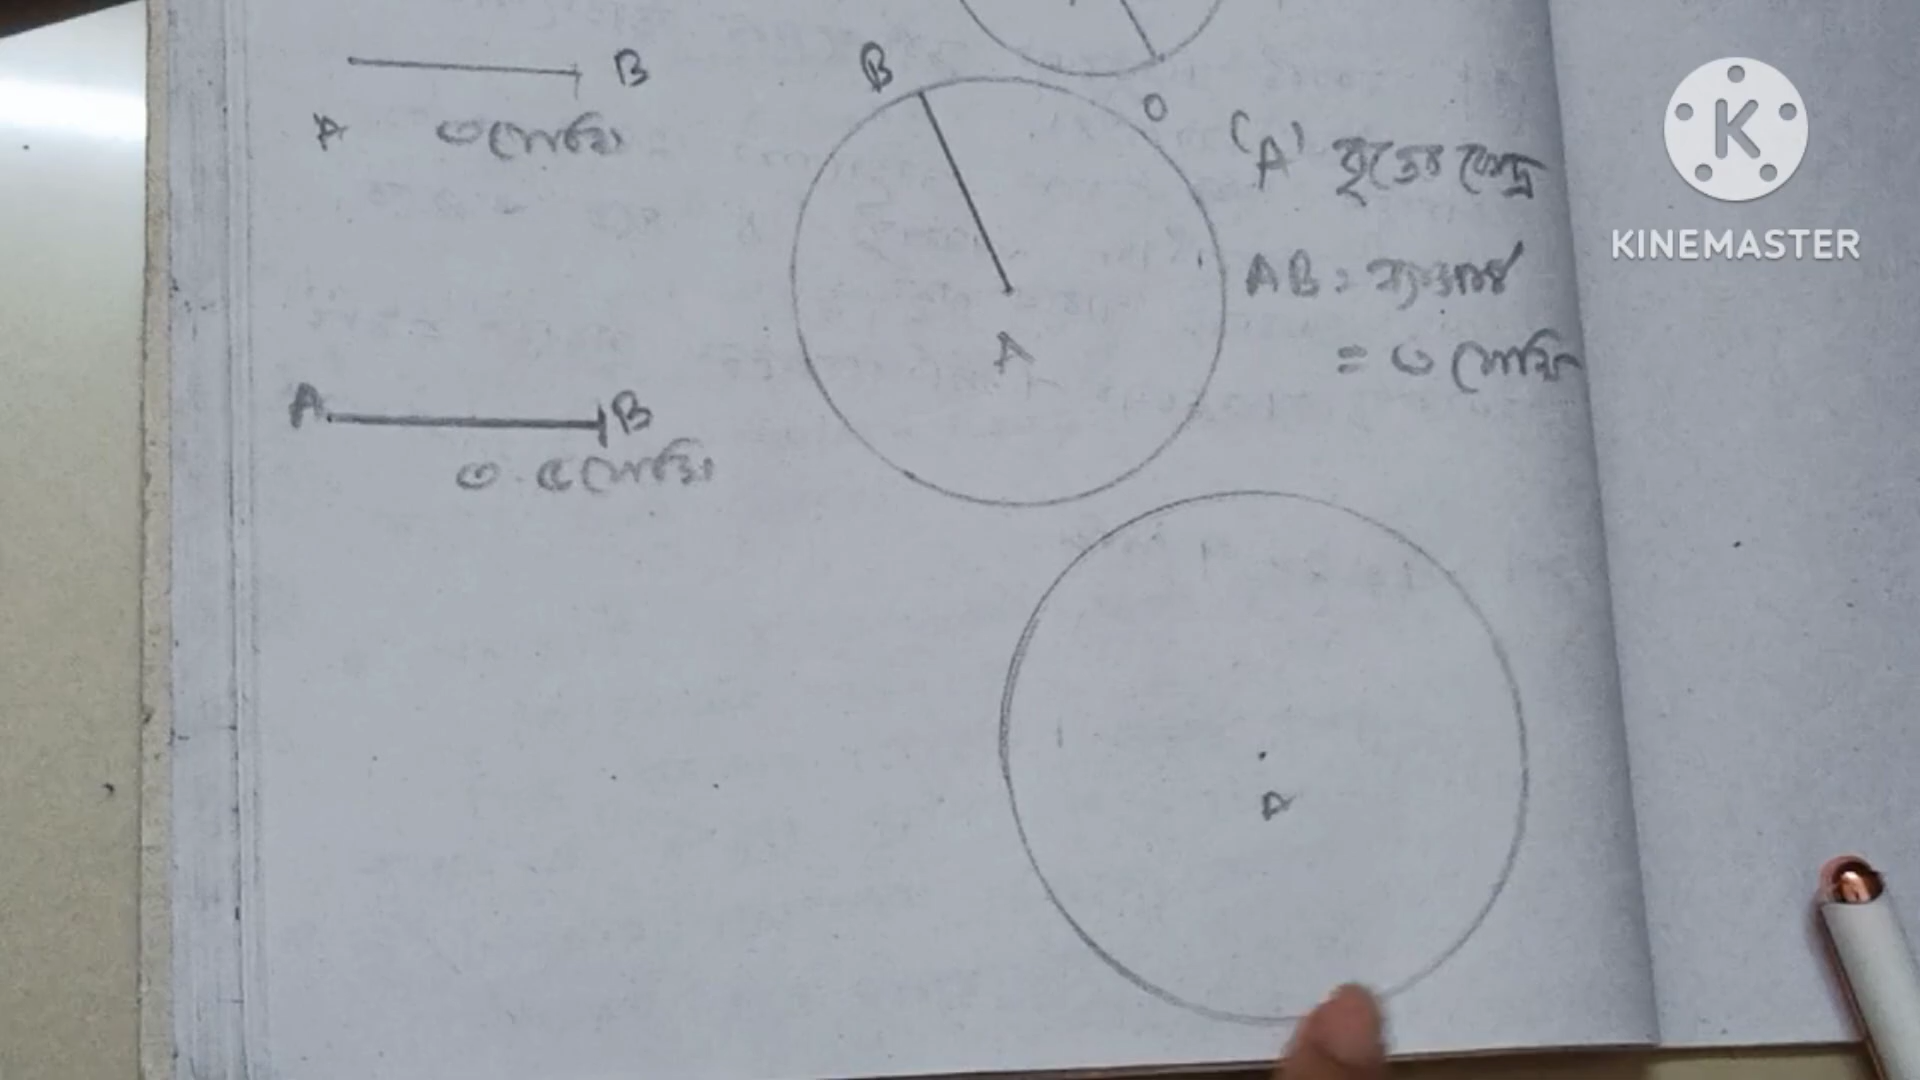 B
A ৩ সেমি
B
O
'A' বৃত্তের কেন্দ্র
AB = ব্যাসার্ধ
= ৩ সেমি
A
A B
৩.৫ সেমি
A
K
KINEMASTER